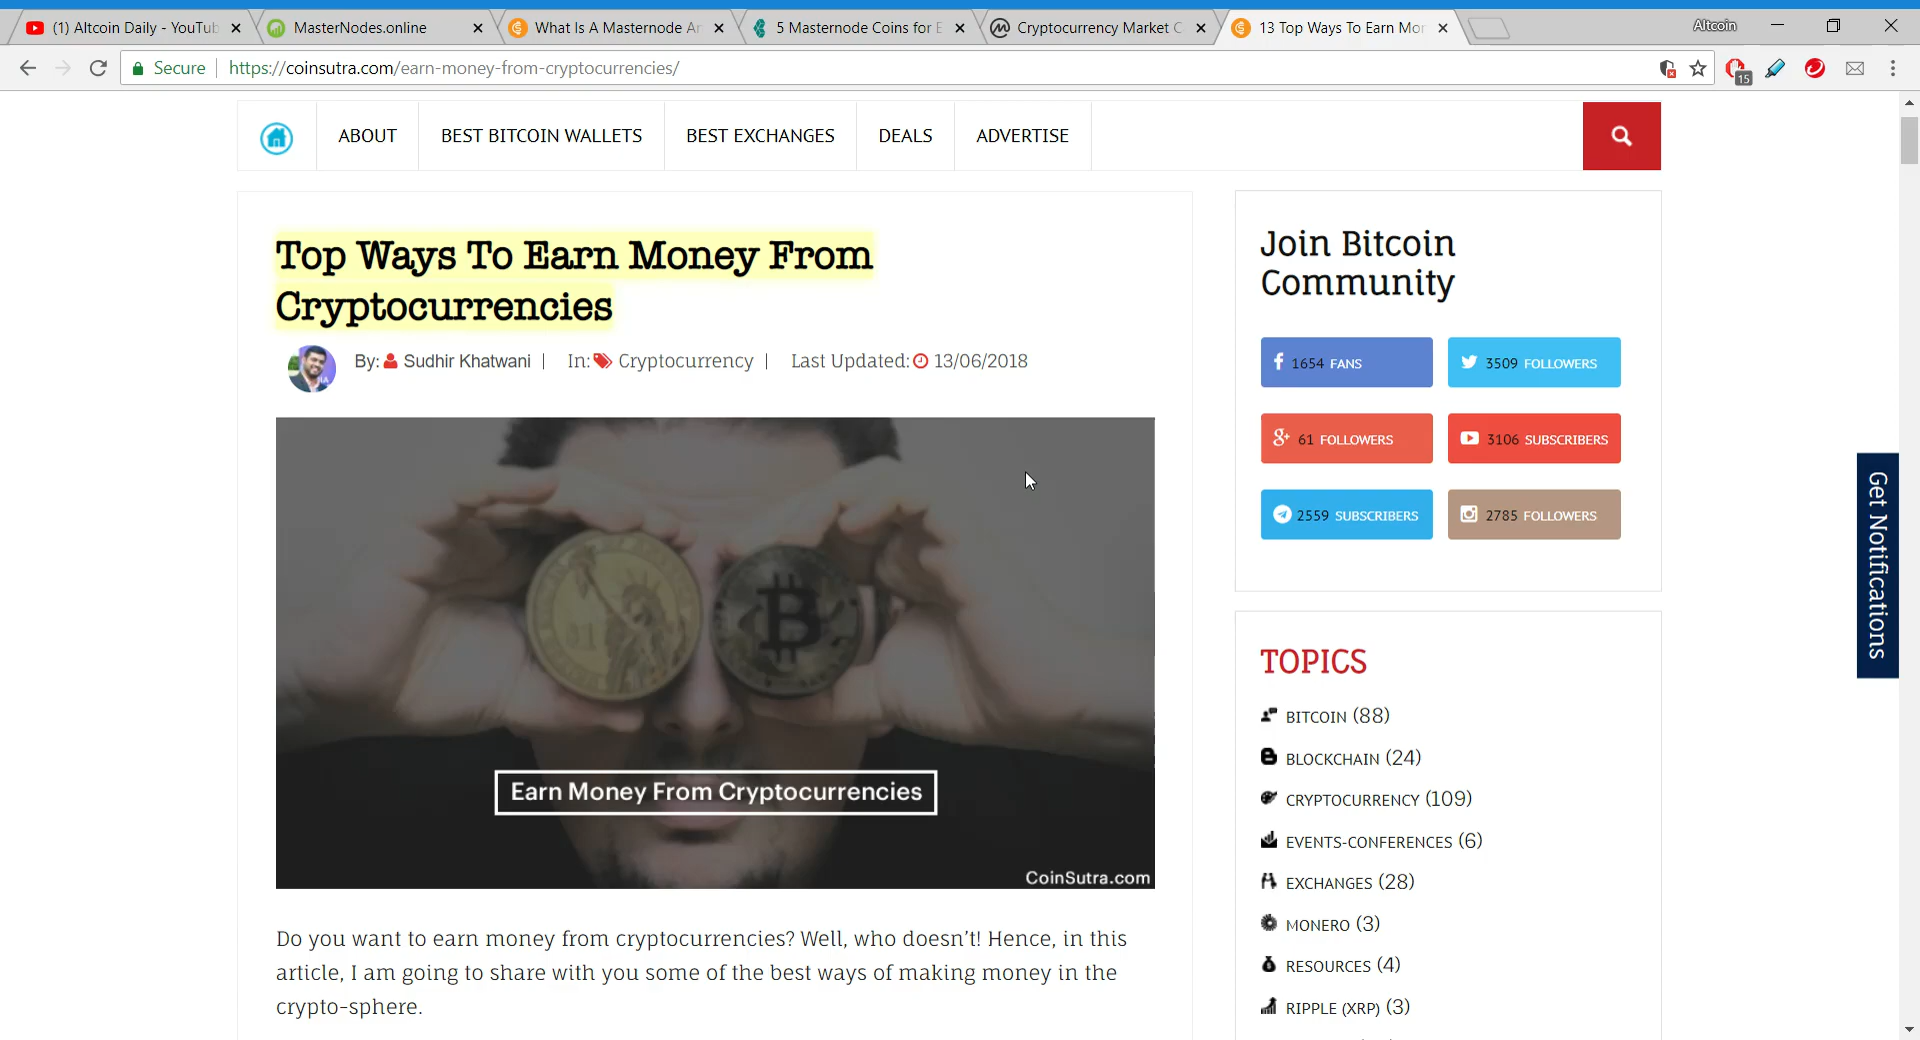 (1) Altcoin Daily - YouTub
MasterNodes.online
What Is A Masternode An
5 Masternode Coins for E
Cryptocurrency Market C
13 Top Ways To Earn Mon
Altcoin
Secure
https://coinsutra.com/earn-money-from-cryptocurrencies/
15
ABOUT
BEST BITCOIN WALLETS
BEST EXCHANGES
DEALS
ADVERTISE
Top Ways To Earn Money From
Cryptocurrencies
By: Sudhir Khatwani | In: Cryptocurrency | Last Updated: 13/06/2018
Earn Money From Cryptocurrencies
CoinSutra.com
Do you want to earn money from cryptocurrencies? Well, who doesn’t! Hence, in this
article, I am going to share with you some of the best ways of making money in the
crypto-sphere.
Join Bitcoin
Community
1654 FANS
3509 FOLLOWERS
61 FOLLOWERS
3106 SUBSCRIBERS
2559 SUBSCRIBERS
2785 FOLLOWERS
TOPICS
BITCOIN (88)
BLOCKCHAIN (24)
CRYPTOCURRENCY (109)
EVENTS-CONFERENCES (6)
EXCHANGES (28)
MONERO (3)
RESOURCES (4)
RIPPLE (XRP) (3)
Get Notifications